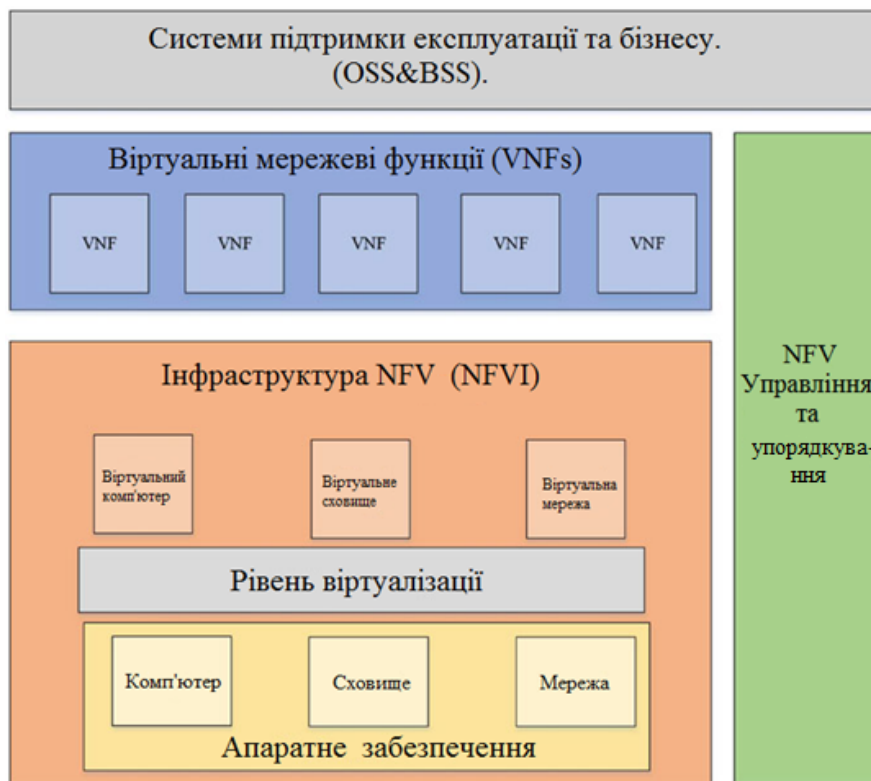 Системи підтримки експлуатації та бізнесу.
(OSS&BSS).
Віртуальні мережеві функції (VNFs)
VNF
VNF
VNF
VNF
VNF
Інфраструктура NFV (NFVI)
Віртуальний
комп'ютер
Віртуальне
сховище
Віртуальна
мережа
Рівень віртуалізації
Комп'ютер
Сховище
Мережа
Апаратне забезпечення
NFV
Управління
та
упорядкува-
ння